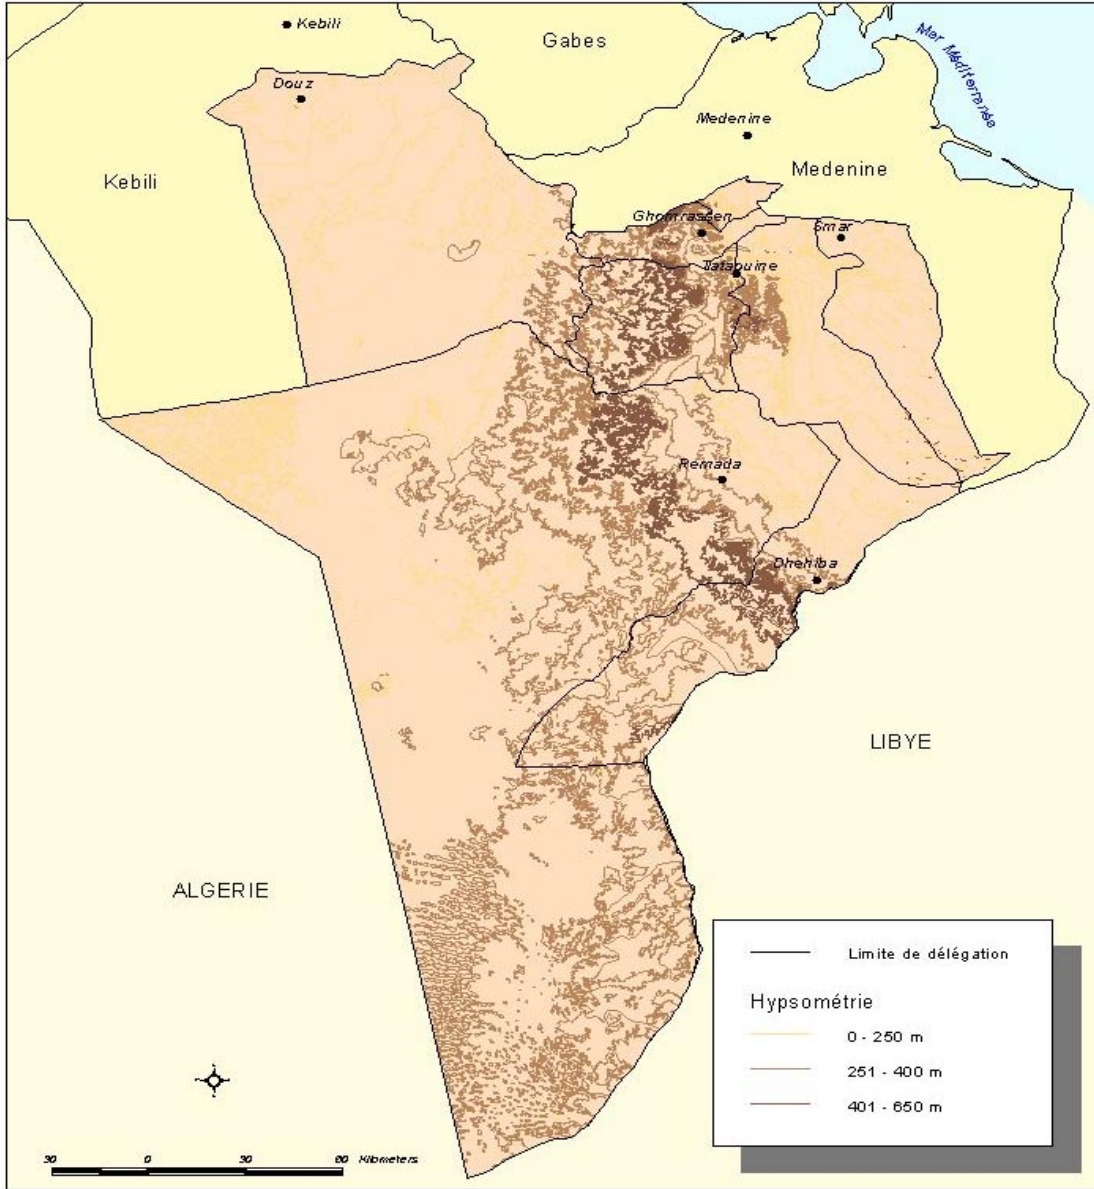 Kebili
Gabes
Mer Méditerranée
Douz
Medenine
Kebili
Medenine
Ghomrassen
Smar
Tataouine
Remada
Dhehiba
LIBYE
ALGERIE
Limite de délégation
Hypsométrie
0 - 250 m
251 - 400 m
401 - 650 m
30 0 30 60 Kilometers